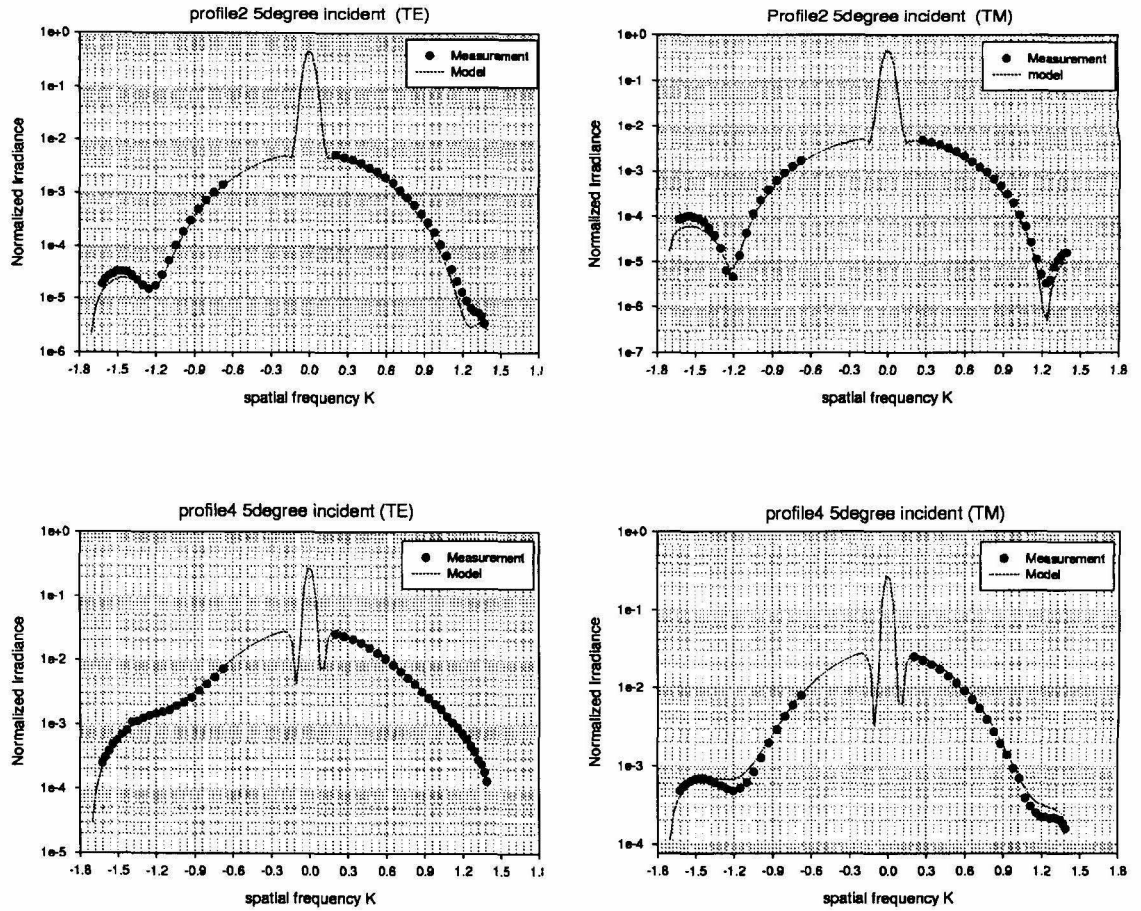 profile2 5degree incident (TE)
1e+0
1e-1
1e-2
1e-3
1e-4
1e-5
1e-6
Normalized Irradiance
Measurement
Model
-1.8 -1.5 -1.2 -0.9 -0.6 -0.3 0.0 0.3 0.6 0.9 1.2 1.5 1.8
spatial frequency K
Profile2 5degree incident (TM)
1e+0
1e-1
1e-2
1e-3
1e-4
1e-5
1e-6
1e-7
Normalized Irradiance
Measurement
model
-1.8 -1.5 -1.2 -0.9 -0.6 -0.3 0.0 0.3 0.6 0.9 1.2 1.5 1.8
spatial frequency K
profile4 5degree incident (TE)
1e+0
1e-1
1e-2
1e-3
1e-4
1e-5
Normalized Irradiance
Measurement
Model
-1.8 -1.5 -1.2 -0.9 -0.6 -0.3 0.0 0.3 0.6 0.9 1.2 1.5 1.8
spatial frequency K
profile4 5degree incident (TM)
1e+0
1e-1
1e-2
1e-3
1e-4
Normalized Irradiance
Measurement
Model
-1.8 -1.5 -1.2 -0.9 -0.6 -0.3 0.0 0.3 0.6 0.9 1.2 1.5 1.8
spatial frequency K